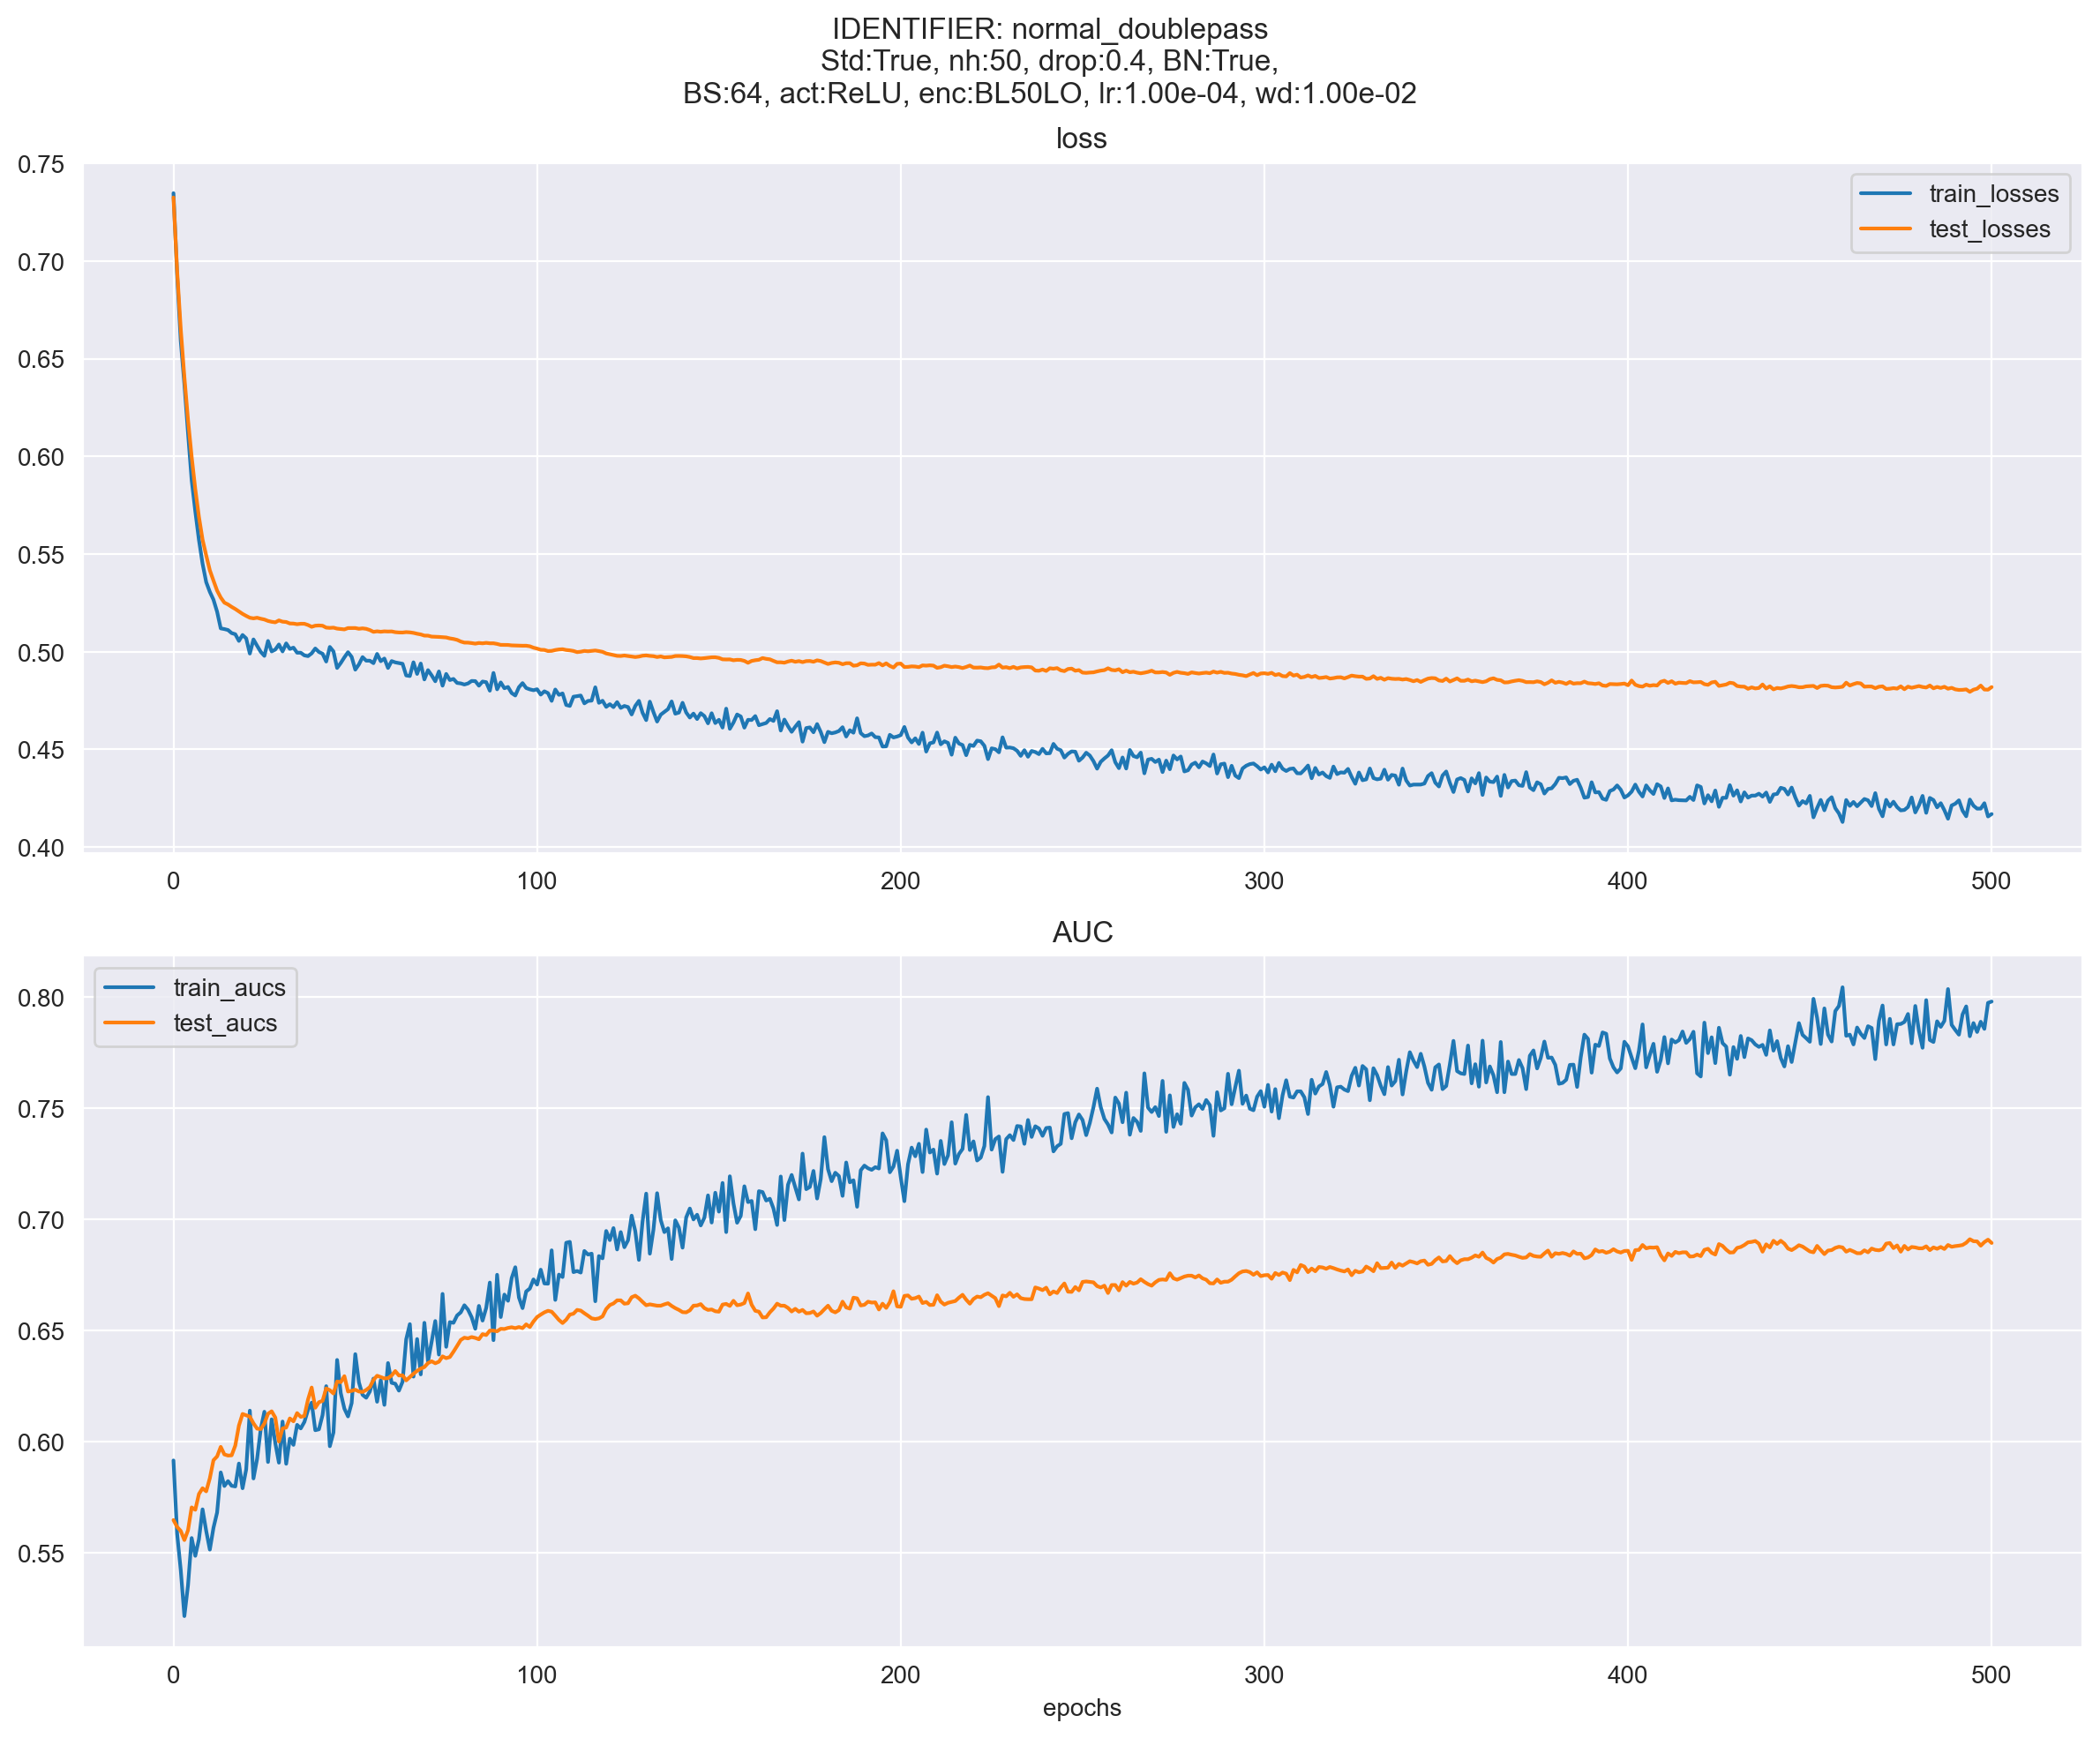 IDENTIFIER: normal_doublepass
Std:True, nh:50, drop:0.4, BN:True,
BS:64, act:ReLU, enc:BL50LO, lr:1.00e-04, wd:1.00e-02
loss
0.75
0.70
0.65
0.60
0.55
0.50
0.45
0.40
train_losses
test_losses
0 100 200 300 400 500
AUC
train_aucs
test_aucs
0.80
0.75
0.70
0.65
0.60
0.55
0 100 200 300 400 500
epochs